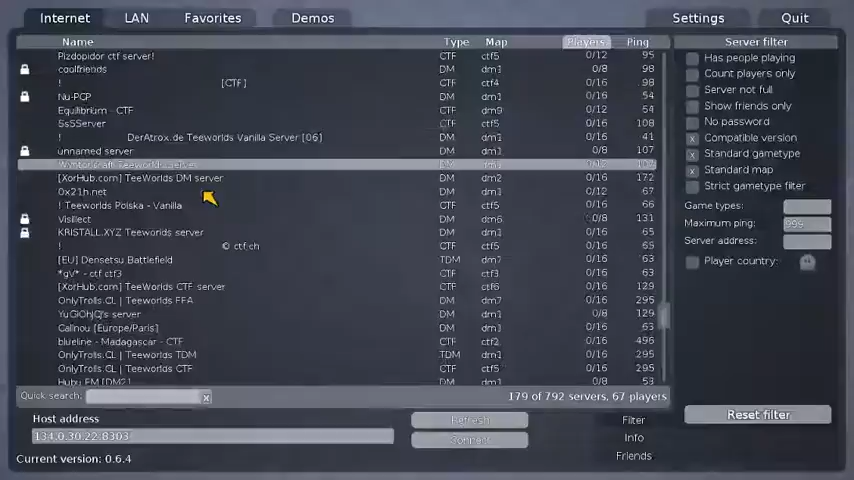 Internet LAN Favorites Demos Settings Quit
Name Type Map Players Ping Server filter
Pizdopidor ctf server! CTF ctf5 0/12 95
coolfriends DM dm1 0/8 98
! [CTF] CTF ctf4 0/16 98
Nu-PCP DM dm1 0/16 54
Equilibrium - CTF DM dm9 0/12 54
SsSServer CTF ctf5 0/16 108
! DerAtrox.de Teeworlds Vanilla Server [06] DM dm1 0/16 41
unnamed server DM dm1 0/8 107
Teeworlds server DM
[XorHub.com] TeeWorlds DM server DM dm2 0/16 172
0x21h.net DM dm1 0/12 67
! Teeworlds Polska - Vanilla CTF ctf5 0/16 66
Visillect DM dm6 0/8 131
KRISTALL.XYZ Teeworlds server CTF dm1 0/16 65
! © ctf.ch CTF ctf5 0/16 65
[EU] Densetsu Battlefield TDM dm7 0/16 63
*gV* - ctf ctf3 CTF ctf3 0/16 63
[XorHub.com] TeeWorlds CTF server CTF ctf6 0/16 129
OnlyTrolls.CL | Teeworlds FFA DM dm7 0/16 295
YuGiOhJQ's server DM dm1 0/8 129
Calinou [Europe/Paris] DM dm1 0/16 63
blueline - Madagascar - CTF CTF ctf2 0/16 496
OnlyTrolls.CL | Teeworlds TDM TDM dm1 0/16 295
OnlyTrolls.CL | Teeworlds CTF CTF ctf5 0/16 295
Hubu FM [DM2] DM dm1 0/8 53
Has people playing
Count players only
Server not full
Show friends only
No password
x Compatible version
x Standard gametype
x Standard map
Strict gametype filter
Game types:
Maximum ping: 999
Server address:
Player country:
Quick search: x 179 of 792 servers, 67 players
Host address Refresh Filter Reset filter
134.0.30.22:8303 Connect Info
Current version: 0.6.4 Friends